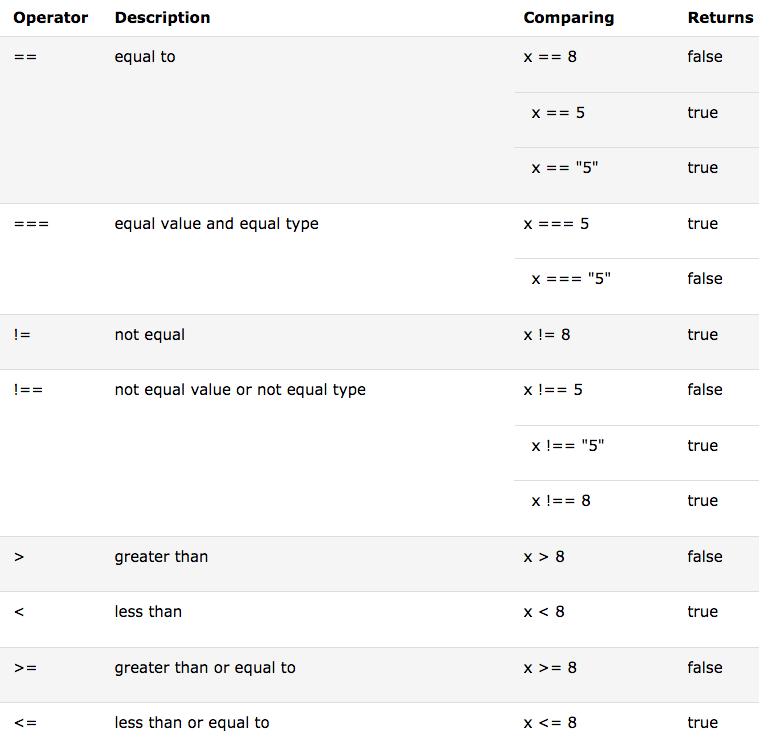 Operator Description Comparing Returns
== equal to x == 8 false
x == 5 true
x == "5" true
=== equal value and equal type x === 5 true
x === "5" false
!= not equal x != 8 true
!== not equal value or not equal type x !== 5 false
x !== "5" true
x !== 8 true
> greater than x > 8 false
< less than x < 8 true
>= greater than or equal to x >= 8 false
<= less than or equal to x <= 8 true